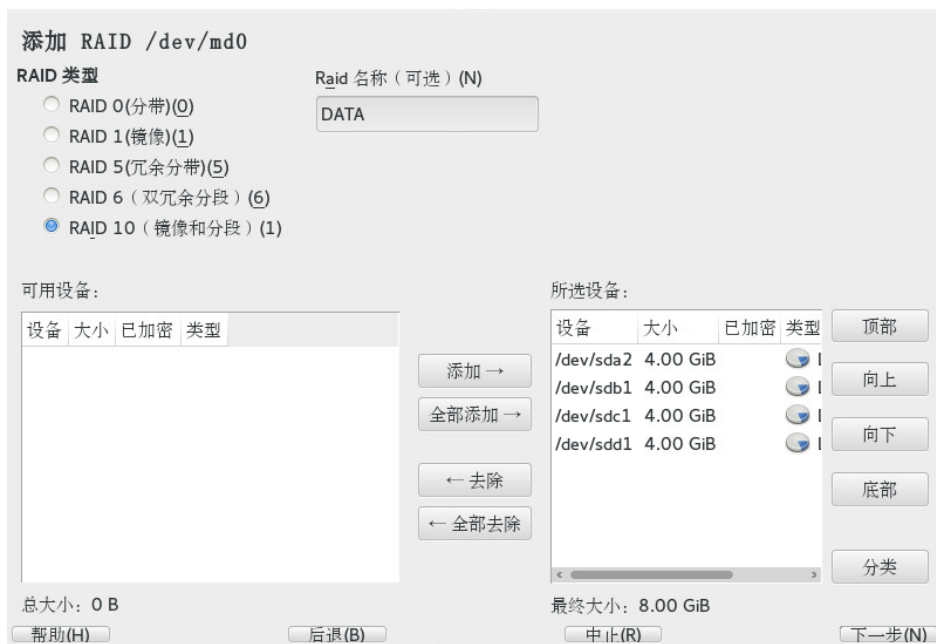 添加 RAID /dev/md0
RAID 类型
Raid 名称（可选）(N)
RAID 0(分带)(0)
DATA
RAID 1(镜像)(1)
RAID 5(冗余分带)(5)
RAID 6（双冗余分段）(6)
RAID 10（镜像和分段）(1)
可用设备：
设备 大小 已加密 类型
添加 →
全部添加 →
← 去除
← 全部去除
总大小：0 B
所选设备：
设备 大小 已加密 类型
/dev/sda2 4.00 GiB
/dev/sdb1 4.00 GiB
/dev/sdc1 4.00 GiB
/dev/sdd1 4.00 GiB
最终大小：8.00 GiB
顶部
向上
向下
底部
分类
帮助(H)
后退(B)
中止(R)
下一步(N)